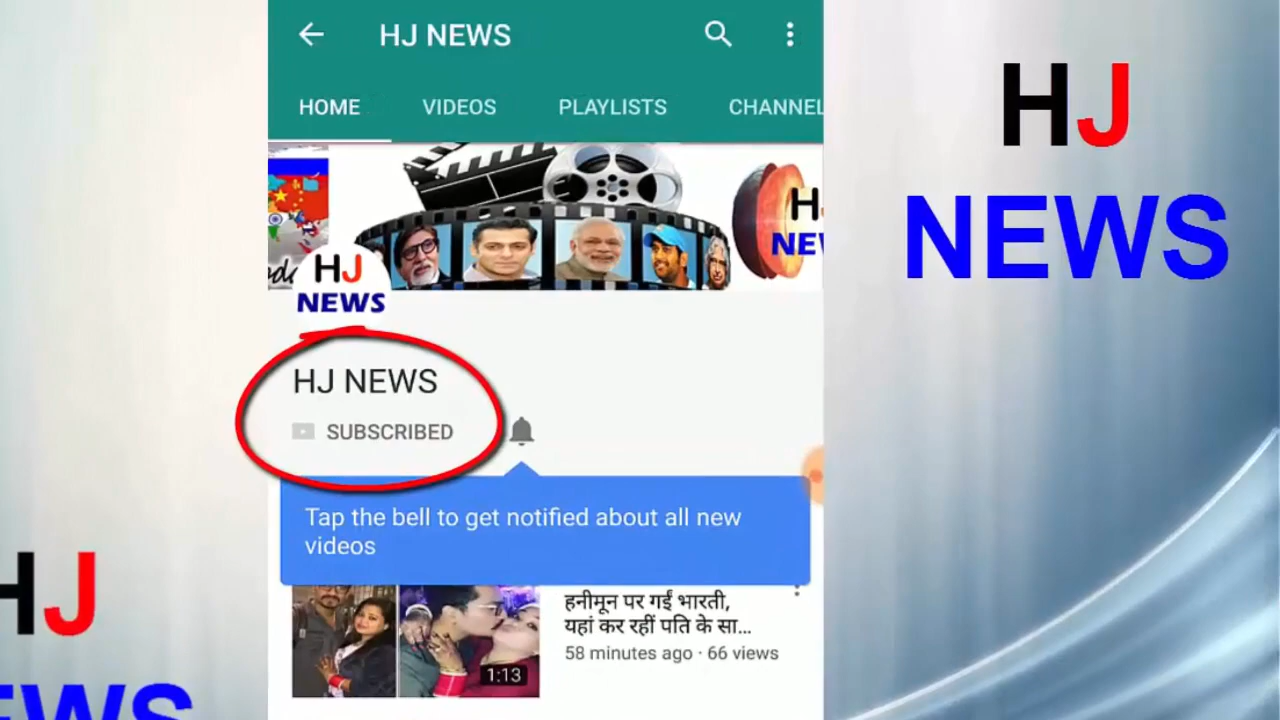 HJ NEWS
HOME VIDEOS PLAYLISTS CHANNEL
HJ
NEWS
HJ
NEWS
HJ NEWS
SUBSCRIBED
Tap the bell to get notified about all new
videos
हनीमून पर गईं भारती,
यहां कर रहीं पति के सा...
58 minutes ago · 66 views
1:13
HJ